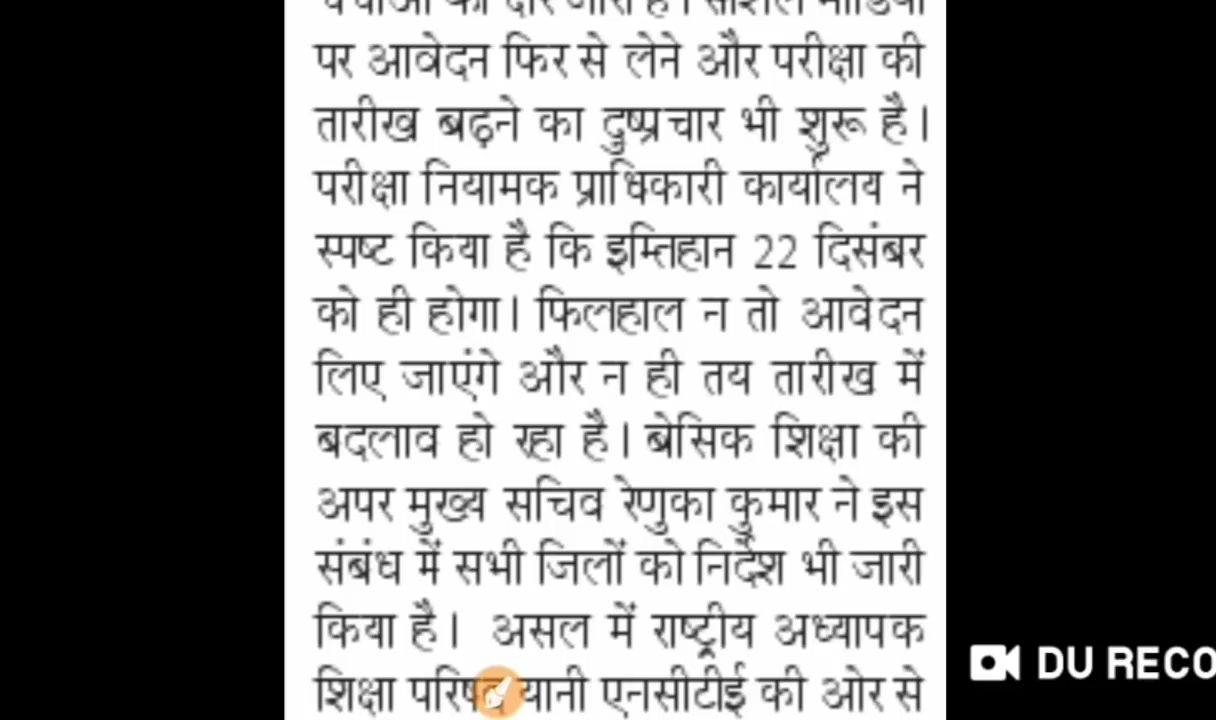 पर आवेदन फिर से लेने और परीक्षा की
तारीख बढ़ने का दुष्प्रचार भी शुरू है।
परीक्षा नियामक प्राधिकारी कार्यालय ने
स्पष्ट किया है कि इम्तिहान 22 दिसंबर
को ही होगा। फिलहाल न तो आवेदन
लिए जाएंगे और न ही तय तारीख में
बदलाव हो रहा है। बेसिक शिक्षा की
अपर मुख्य सचिव रेणुका कुमार ने इस
संबंध में सभी जिलों को निर्देश भी जारी
किया है। असल में राष्ट्रीय अध्यापक
शिक्षा परिषद यानी एनसीटीई की ओर से
DU RECO